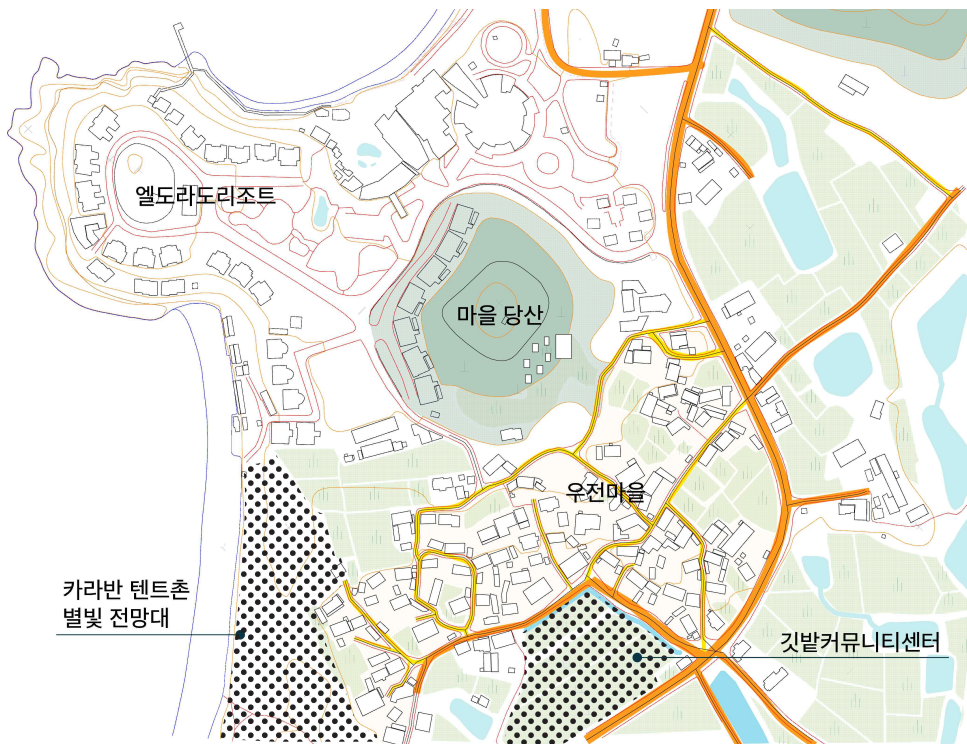 엘도라도리조트
마을 당산
우전마을
카라반 텐트촌
별빛 전망대
깃밭커뮤니티센터